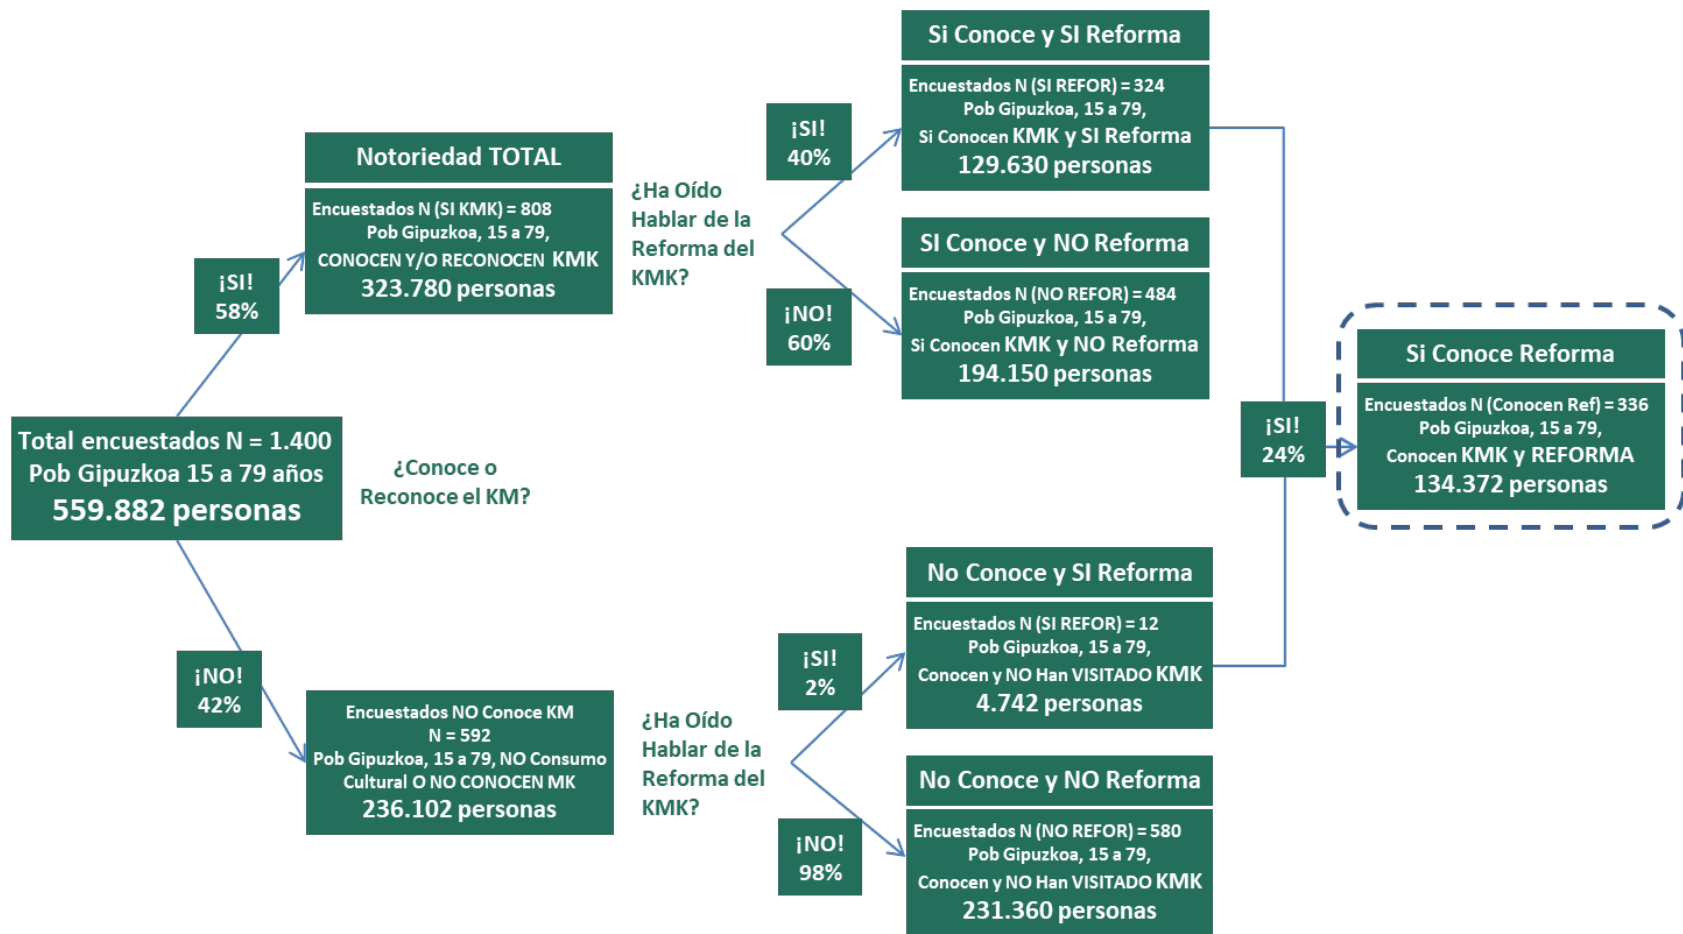 Total encuestados N = 1.400
Pob Gipuzkoa 15 a 79 años
559.882 personas
¿Conoce o
Reconoce el KM?
¡SI!
58%
¡NO!
42%
Notoriedad TOTAL
Encuestados N (SI KMK) = 808
Pob Gipuzkoa, 15 a 79,
CONOCEN Y/O RECONOCEN KMK
323.780 personas
Encuestados NO Conoce KM
N = 592
Pob Gipuzkoa, 15 a 79, NO Consumo
Cultural O NO CONOCEN MK
236.102 personas
¿Ha Oído
Hablar de la
Reforma del
KMK?
¡SI!
40%
¡NO!
60%
Si Conoce y SI Reforma
Encuestados N (SI REFOR) = 324
Pob Gipuzkoa, 15 a 79,
Si Conocen KMK y SI Reforma
129.630 personas
SI Conoce y NO Reforma
Encuestados N (NO REFOR) = 484
Pob Gipuzkoa, 15 a 79,
Si Conocen KMK y NO Reforma
194.150 personas
¿Ha Oído
Hablar de la
Reforma del
KMK?
¡SI!
2%
¡NO!
98%
No Conoce y SI Reforma
Encuestados N (SI REFOR) = 12
Pob Gipuzkoa, 15 a 79,
Conocen y NO Han VISITADO KMK
4.742 personas
No Conoce y NO Reforma
Encuestados N (NO REFOR) = 580
Pob Gipuzkoa, 15 a 79,
Conocen y NO Han VISITADO KMK
231.360 personas
¡SI!
24%
Si Conoce Reforma
Encuestados N (Conocen Ref) = 336
Pob Gipuzkoa, 15 a 79,
Conocen KMK y REFORMA
134.372 personas